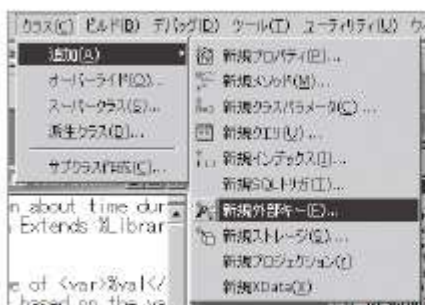 クラス(C) ビルド(B) デバッグ(D) ツール(T) ユーティリティ(U)
追加(A)
オーバーライド(O)...
スーパークラス(S)...
派生クラス(D)...
サブクラス作成(C)...
新規プロパティ(P)...
新規メソッド(M)...
新規クラスパラメータ(C) ...
新規クエリ(U) ...
新規インデックス(I)...
新規SQLトリガ(T)...
新規外部キー(E)...
新規ストレージ(G)...
新規プロジェクション(t)
新規XData(X)
n about time dur
Extends %Librar
e of <var>%val</
based on the va